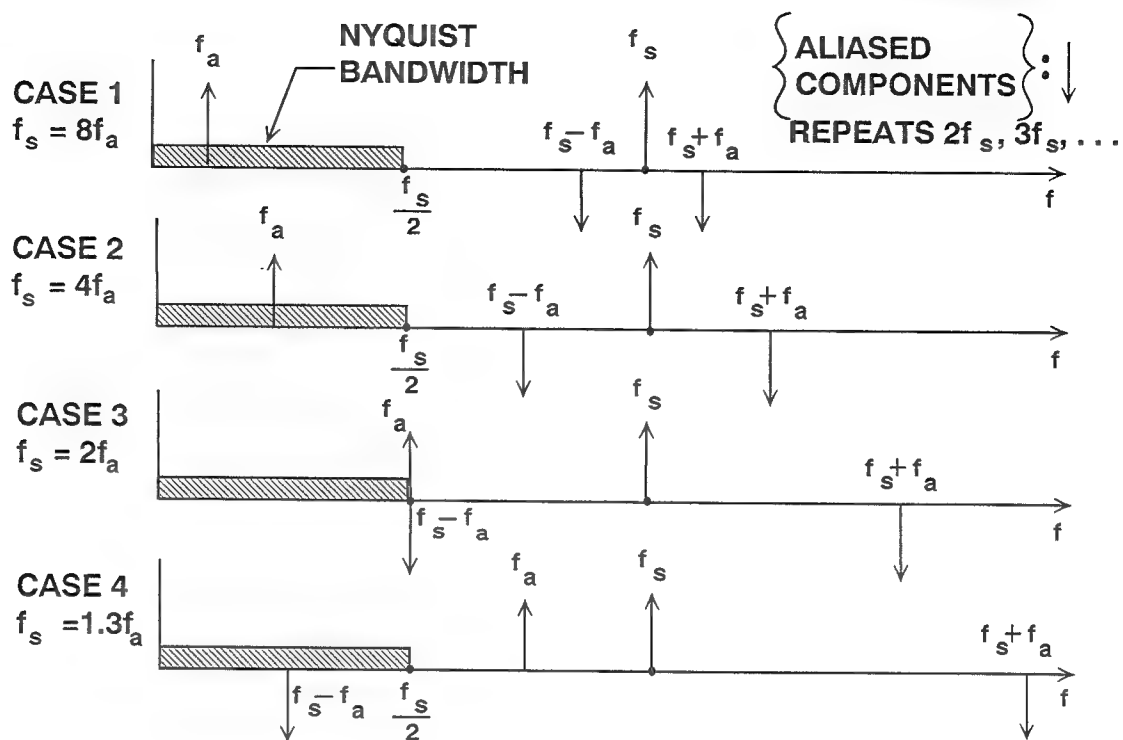 NYQUIST
BANDWIDTH
{ALIASED
COMPONENTS} : ↓
REPEATS 2f s, 3f s, . . .
CASE 1
f s = 8f a
f a
f s
f s − f a
f s + f a
f s
2
f
CASE 2
f s = 4f a
f a
f s
f s − f a
f s + f a
f s
2
f
CASE 3
f s = 2f a
f a
f s
f s − f a
f s + f a
f
CASE 4
f s =1.3f a
f a
f s
f s + f a
f s − f a
f s
2
f